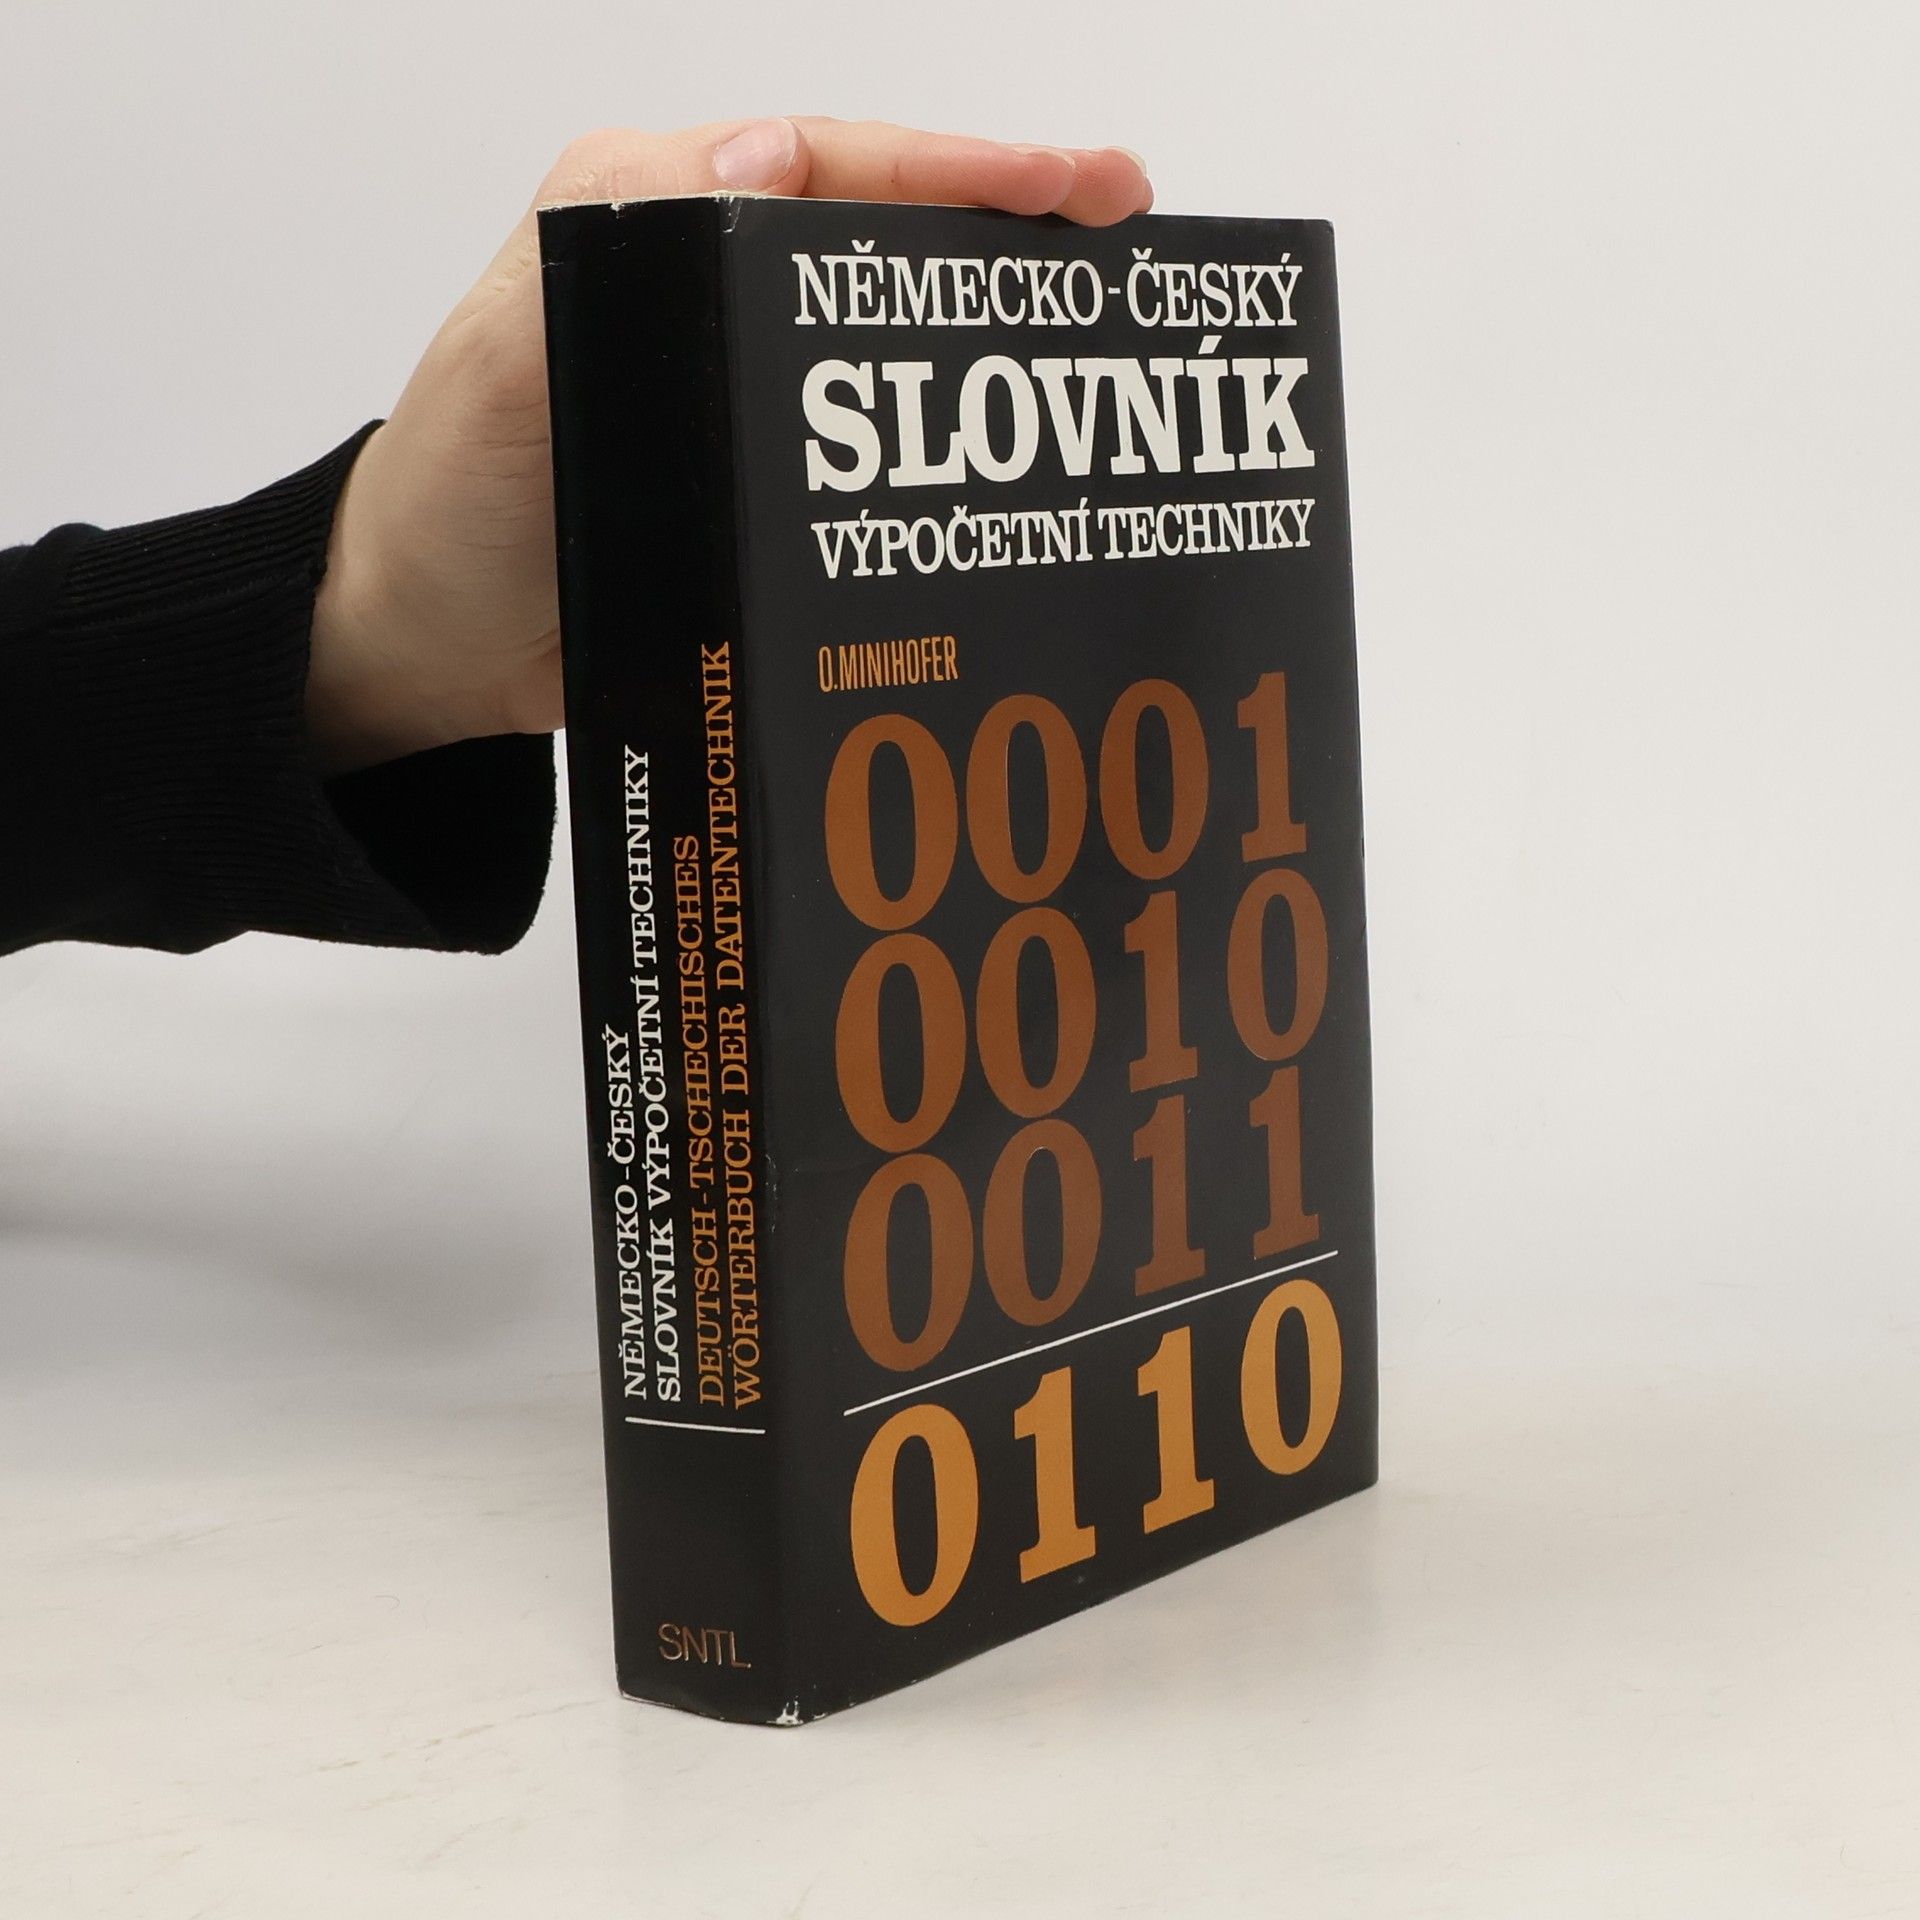 NĚMECKO-ČESKÝ
SLOVNÍK
VÝPOČETNÍ TECHNIKY
O.MINIHOFER
0001
0010
0011
0110
NĚMECKO-ČESKÝ
SLOVNÍK VÝPOČETNÍ TECHNIKY
DEUTSCH-TSCHECHISCHES
WÖRTERBUCH DER DATENTECHNIK
SNTL